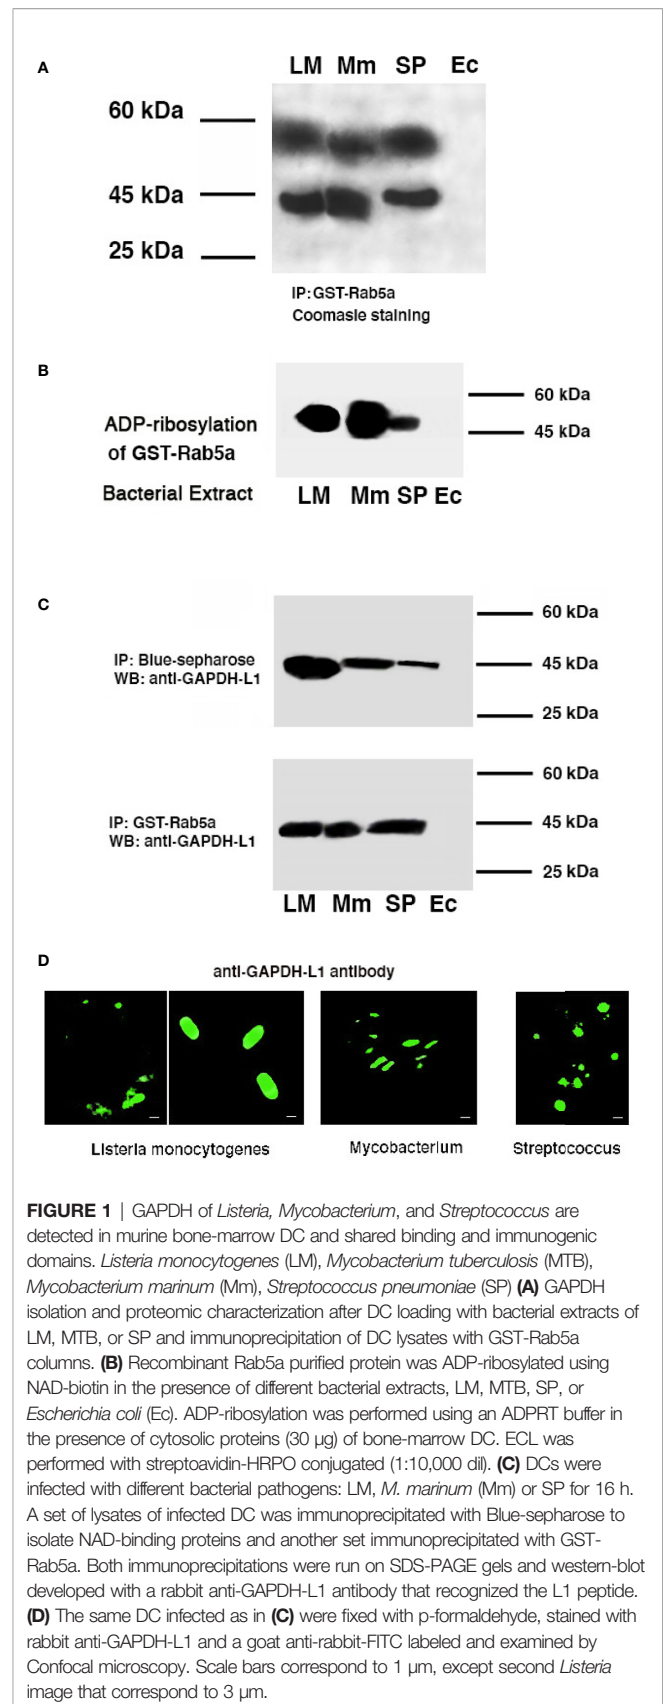 A
LM Mm SP Ec
60 kDa
45 kDa
25 kDa
IP: GST-Rab5a
Coomasie staining
B
60 kDa
ADP-ribosylation
45 kDa
of GST-Rab5a
Bacterial Extract LM Mm SP Ec
C
60 kDa
IP: Blue-sepharose
45 kDa
WB: anti-GAPDH-L1
25 kDa
60 kDa
IP: GST-Rab5a
45 kDa
WB: anti-GAPDH-L1
25 kDa
LM Mm SP Ec
D
anti-GAPDH-L1 antibody
Listeria monocytogenes Mycobacterium Streptococcus
FIGURE 1 | GAPDH of Listeria, Mycobacterium, and Streptococcus are
detected in murine bone-marrow DC and shared binding and immunogenic
domains. Listeria monocytogenes (LM), Mycobacterium tuberculosis (MTB),
Mycobacterium marinum (Mm), Streptococcus pneumoniae (SP) (A) GAPDH
isolation and proteomic characterization after DC loading with bacterial extracts of
LM, MTB, or SP and immunoprecipitation of DC lysates with GST-Rab5a
columns. (B) Recombinant Rab5a purified protein was ADP-ribosylated using
NAD-biotin in the presence of different bacterial extracts, LM, MTB, SP, or
Escherichia coli (Ec). ADP-ribosylation was performed using an ADPRT buffer in
the presence of cytosolic proteins (30 µg) of bone-marrow DC. ECL was
performed with streptoavidin-HRPO conjugated (1:10,000 dil). (C) DCs were
infected with different bacterial pathogens: LM, M. marinum (Mm) or SP for 16 h.
A set of lysates of infected DC was immunoprecipitated with Blue-sepharose to
isolate NAD-binding proteins and another set immunoprecipitated with GST-
Rab5a. Both immunoprecipitations were run on SDS-PAGE gels and western-blot
developed with a rabbit anti-GAPDH-L1 antibody that recognized the L1 peptide.
(D) The same DC infected as in (C) were fixed with p-formaldehyde, stained with
rabbit anti-GAPDH-L1 and a goat anti-rabbit-FITC labeled and examined by
Confocal microscopy. Scale bars correspond to 1 µm, except second Listeria
image that correspond to 3 µm.